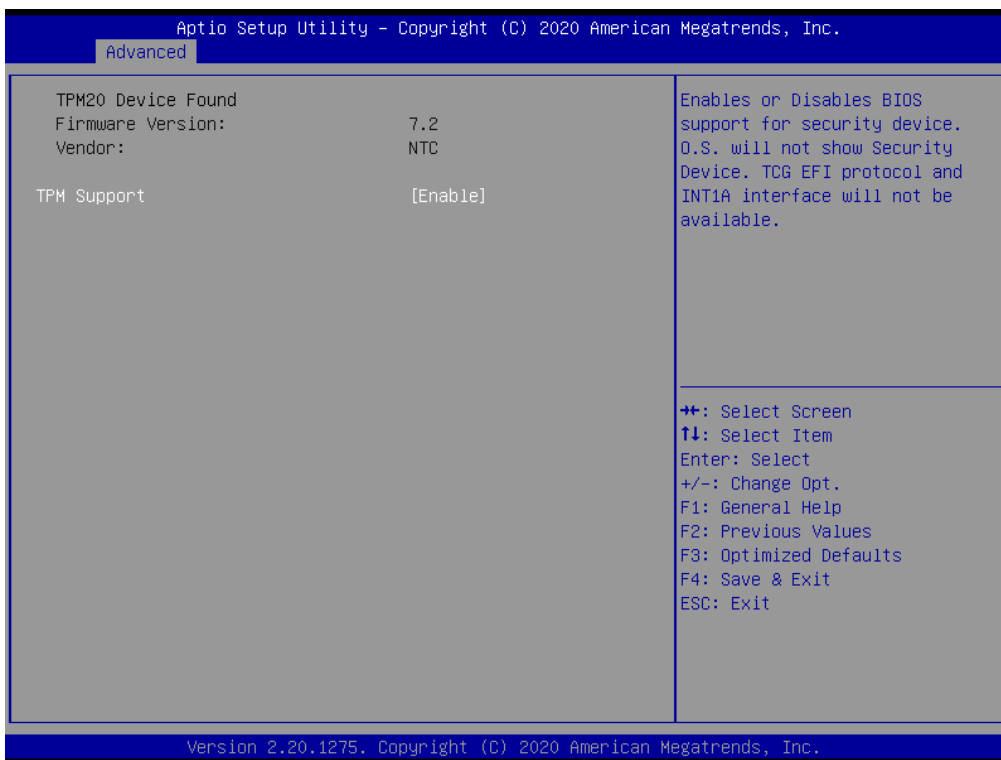 Aptio Setup Utility – Copyright (C) 2020 American Megatrends, Inc.
Advanced
TPM20 Device Found
Firmware Version: 7.2
Vendor: NTC
TPM Support [Enable]
Enables or Disables BIOS
support for security device.
O.S. will not show Security
Device. TCG EFI protocol and
INT1A interface will not be
available.
→←: Select Screen
↑↓: Select Item
Enter: Select
+/-: Change Opt.
F1: General Help
F2: Previous Values
F3: Optimized Defaults
F4: Save & Exit
ESC: Exit
Version 2.20.1275. Copyright (C) 2020 American Megatrends, Inc.